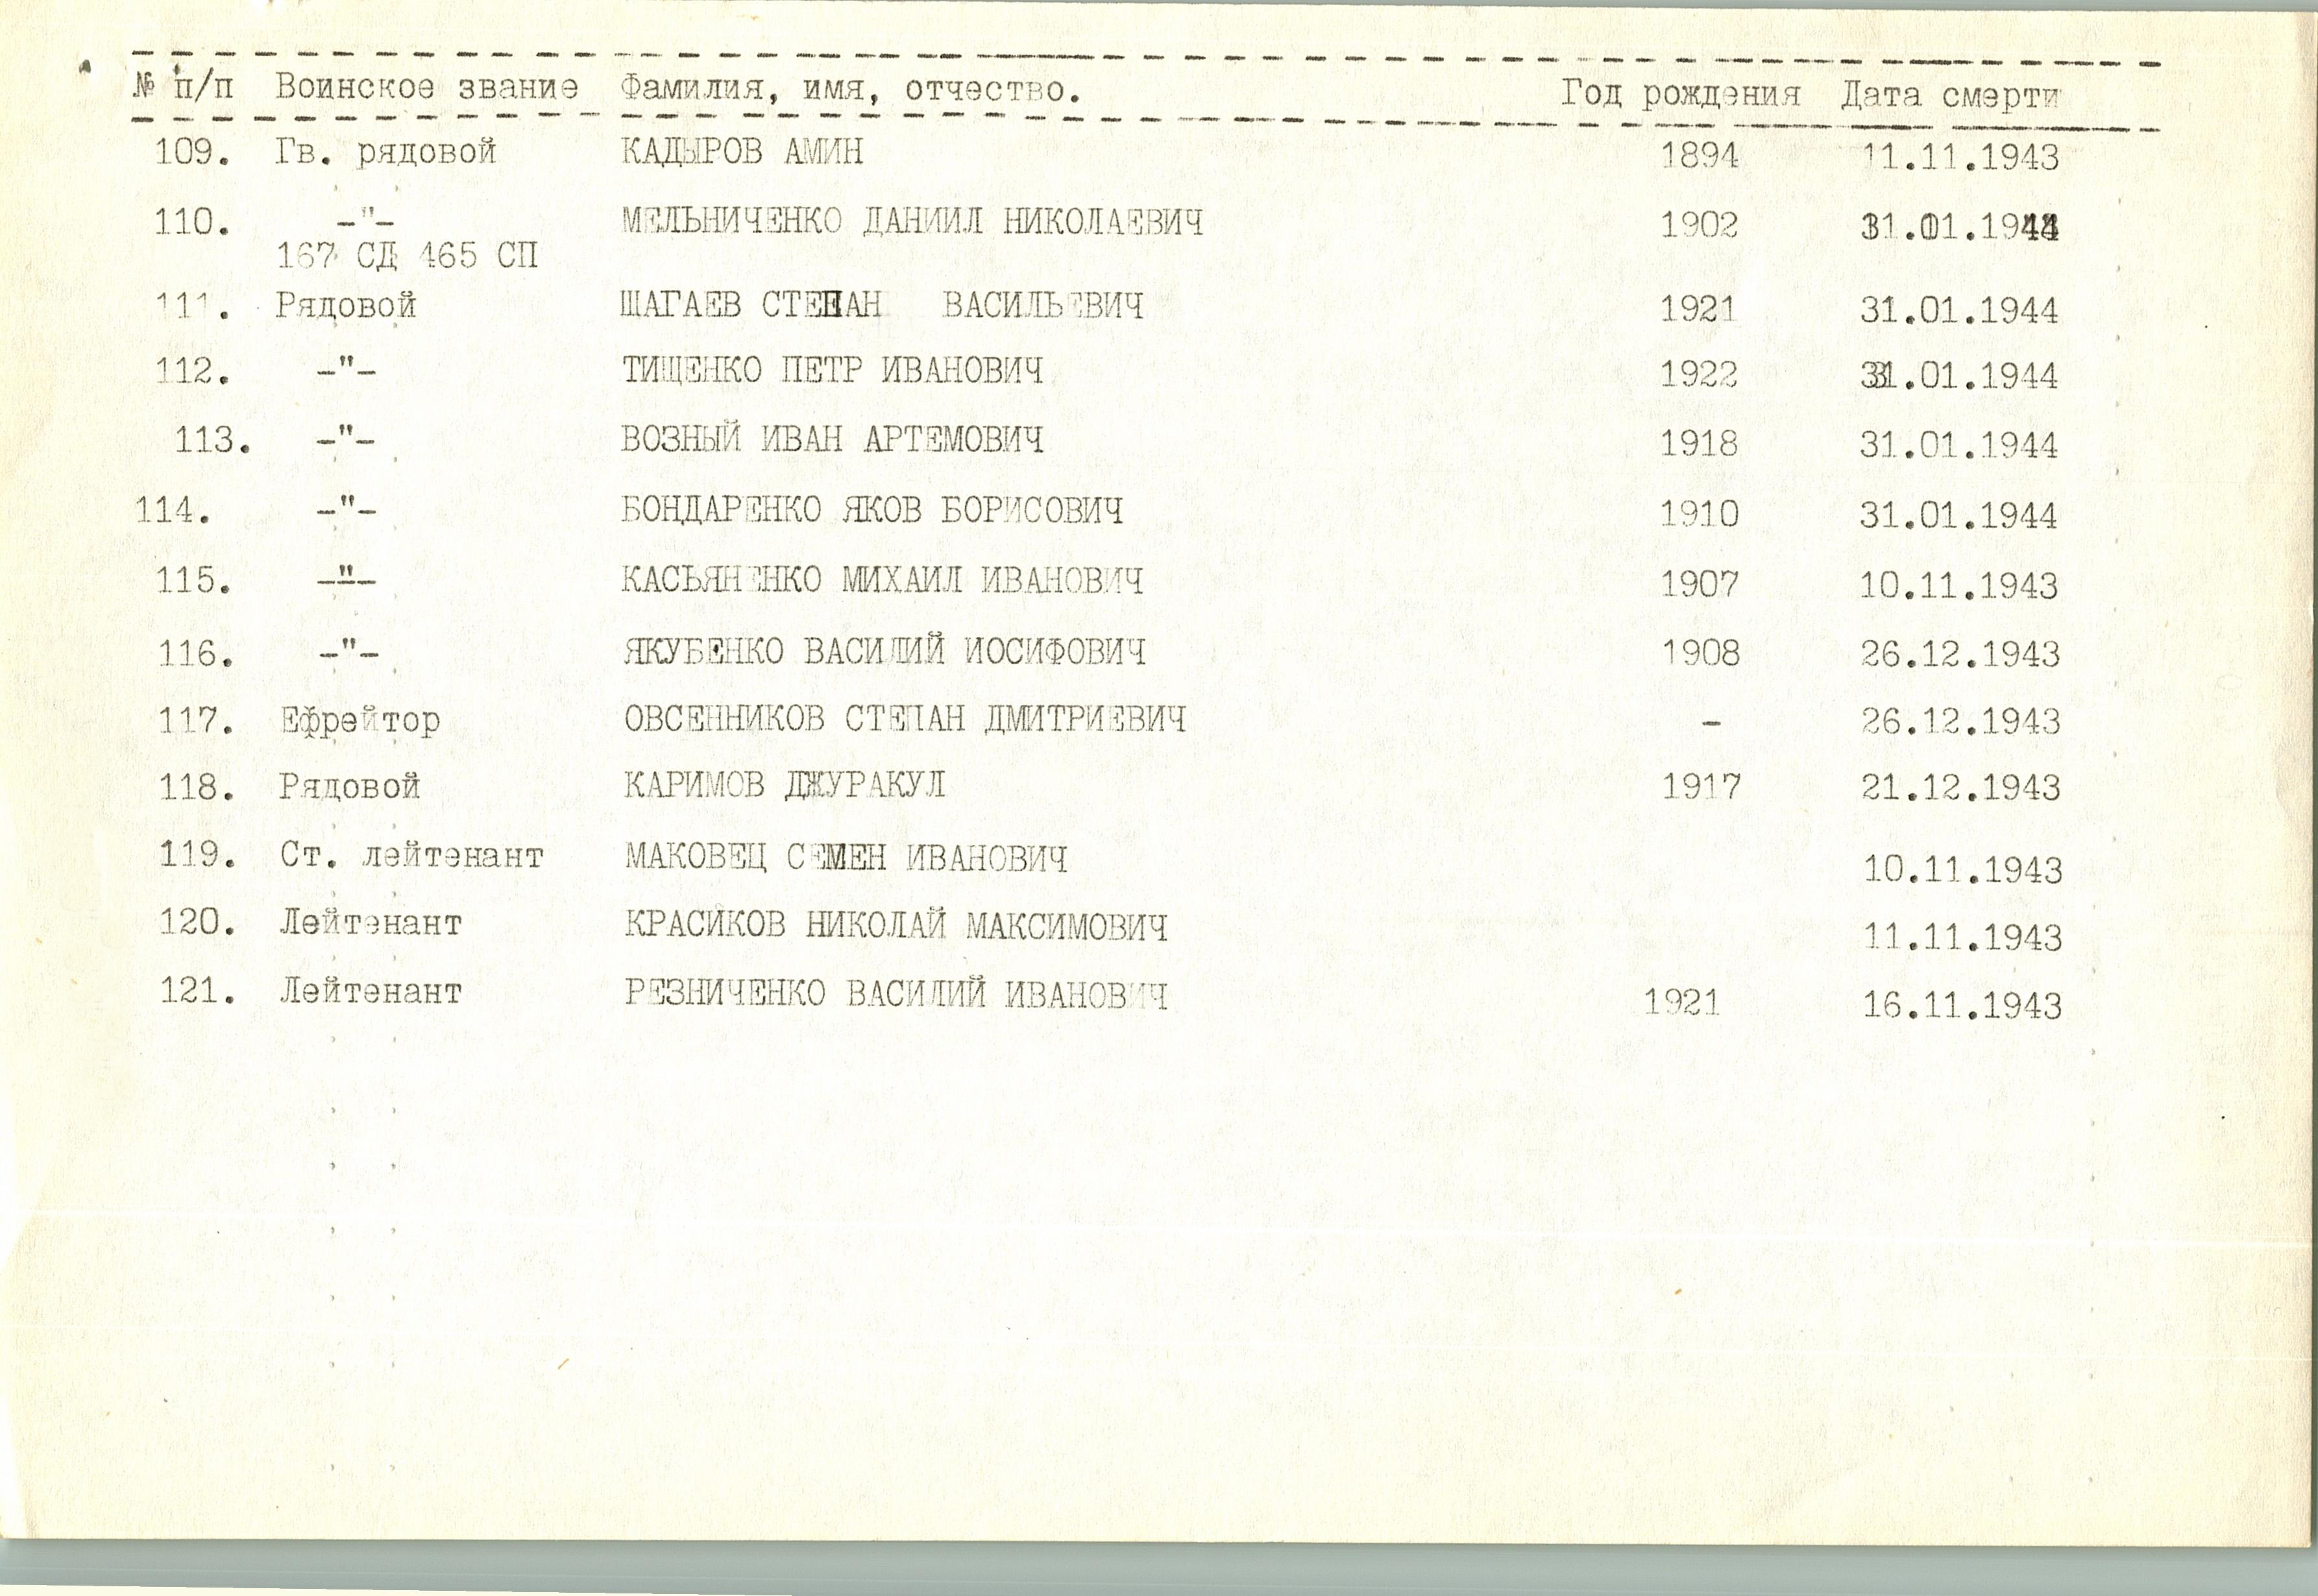 № п/п Воинское звание Фамилия, имя, отчество. Год рождения Дата смерти
109. Гв. рядовой КАДЫРОВ АМИН 1894 11.11.1943
110. -"- МЕЛЬНИЧЕНКО ДАНИИЛ НИКОЛАЕВИЧ 1902 31.01.1944
167 СД 465 СП
111. Рядовой ШАГАЕВ СТЕПАН ВАСИЛЬЕВИЧ 1921 31.01.1944
112. -"- ТИЩЕНКО ПЕТР ИВАНОВИЧ 1922 31.01.1944
113. -"- ВОЗНЫЙ ИВАН АРТЕМОВИЧ 1918 31.01.1944
114. -"- БОНДАРЕНКО ЯКОВ БОРИСОВИЧ 1910 31.01.1944
115. -"- КАСЬЯНЕНКО МИХАИЛ ИВАНОВИЧ 1907 10.11.1943
116. -"- ЯКУБЕНКО ВАСИЛИЙ ИОСИФОВИЧ 1908 26.12.1943
117. Ефрейтор ОВСЕННИКОВ СТЕПАН ДМИТРИЕВИЧ - 26.12.1943
118. Рядовой КАРИМОВ ДЖУРАКУЛ 1917 21.12.1943
119. Ст. лейтенант МАКОВЕЦ СЕМЕН ИВАНОВИЧ 10.11.1943
120. Лейтенант КРАСИКОВ НИКОЛАЙ МАКСИМОВИЧ 11.11.1943
121. Лейтенант РЕЗНИЧЕНКО ВАСИЛИЙ ИВАНОВИЧ 1921 16.11.1943